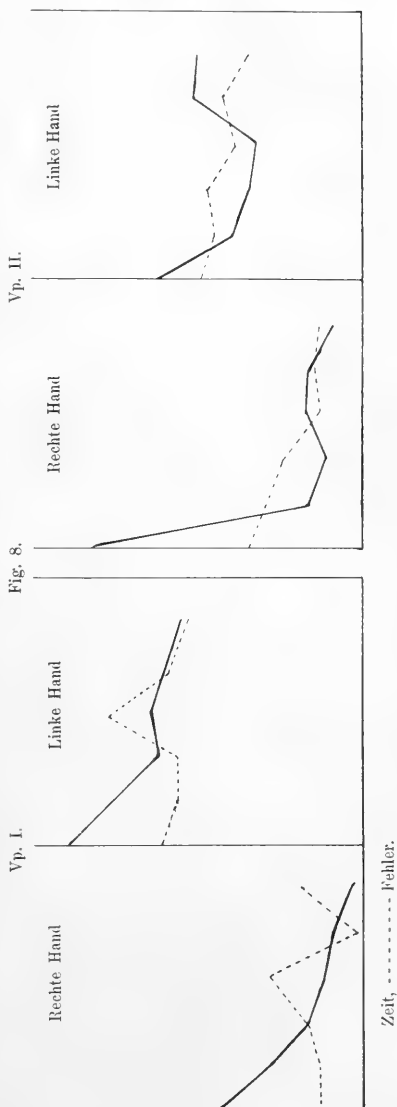 Fig. 8.
Vp. I.
Vp. II.
Rechte Hand
Linke Hand
Rechte Hand
Linke Hand
Zeit, -------- Fehler.